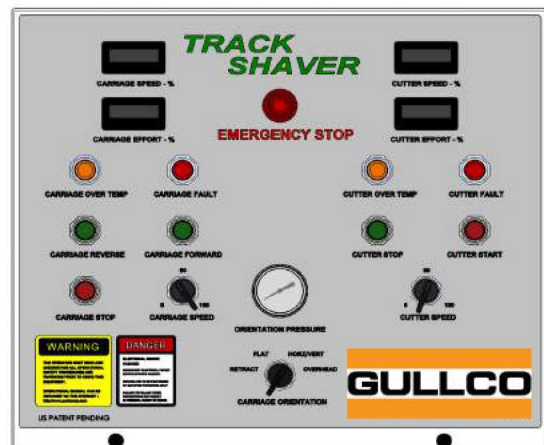 TRACK
SHAVER
CARRIAGE SPEED - %
CUTTER SPEED - %
CARRIAGE EFFORT - %
CUTTER EFFORT - %
EMERGENCY STOP
CARRIAGE OVER TEMP
CARRIAGE FAULT
CUTTER OVER TEMP
CUTTER FAULT
CARRIAGE REVERSE
CARRIAGE FORWARD
CUTTER STOP
CUTTER START
50
0
100
CARRIAGE STOP
CARRIAGE SPEED
ORIENTATION PRESSURE
50
0
100
CUTTER SPEED
WARNING
DANGER
FLAT
HORZ/VERT
RETRACT
OVERHEAD
CARRIAGE ORIENTATION
GULLCO
US PATENT PENDING